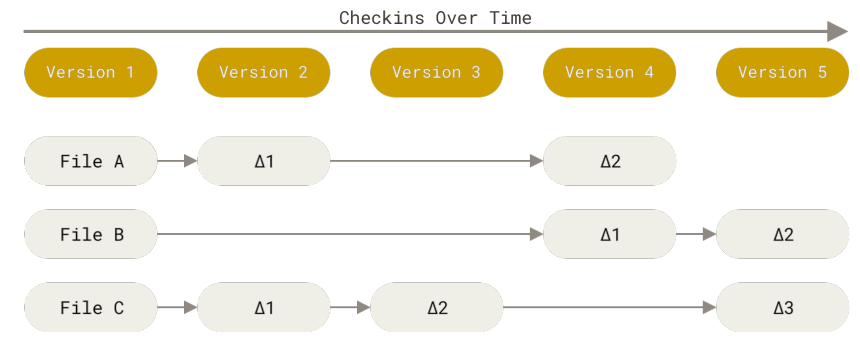 Checkins Over Time
Version 1 Version 2 Version 3 Version 4 Version 5
File A Δ1 Δ2
File B Δ1 Δ2
File C Δ1 Δ2 Δ3